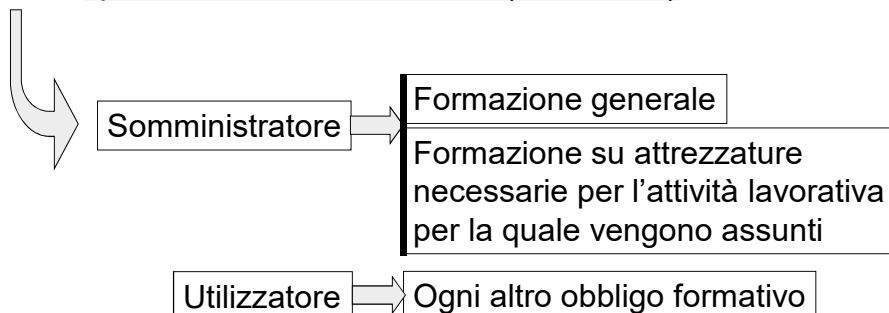 Somministratore
Formazione generale
Formazione su attrezzature
necessarie per l’attività lavorativa
per la quale vengono assunti
Utilizzatore
Ogni altro obbligo formativo